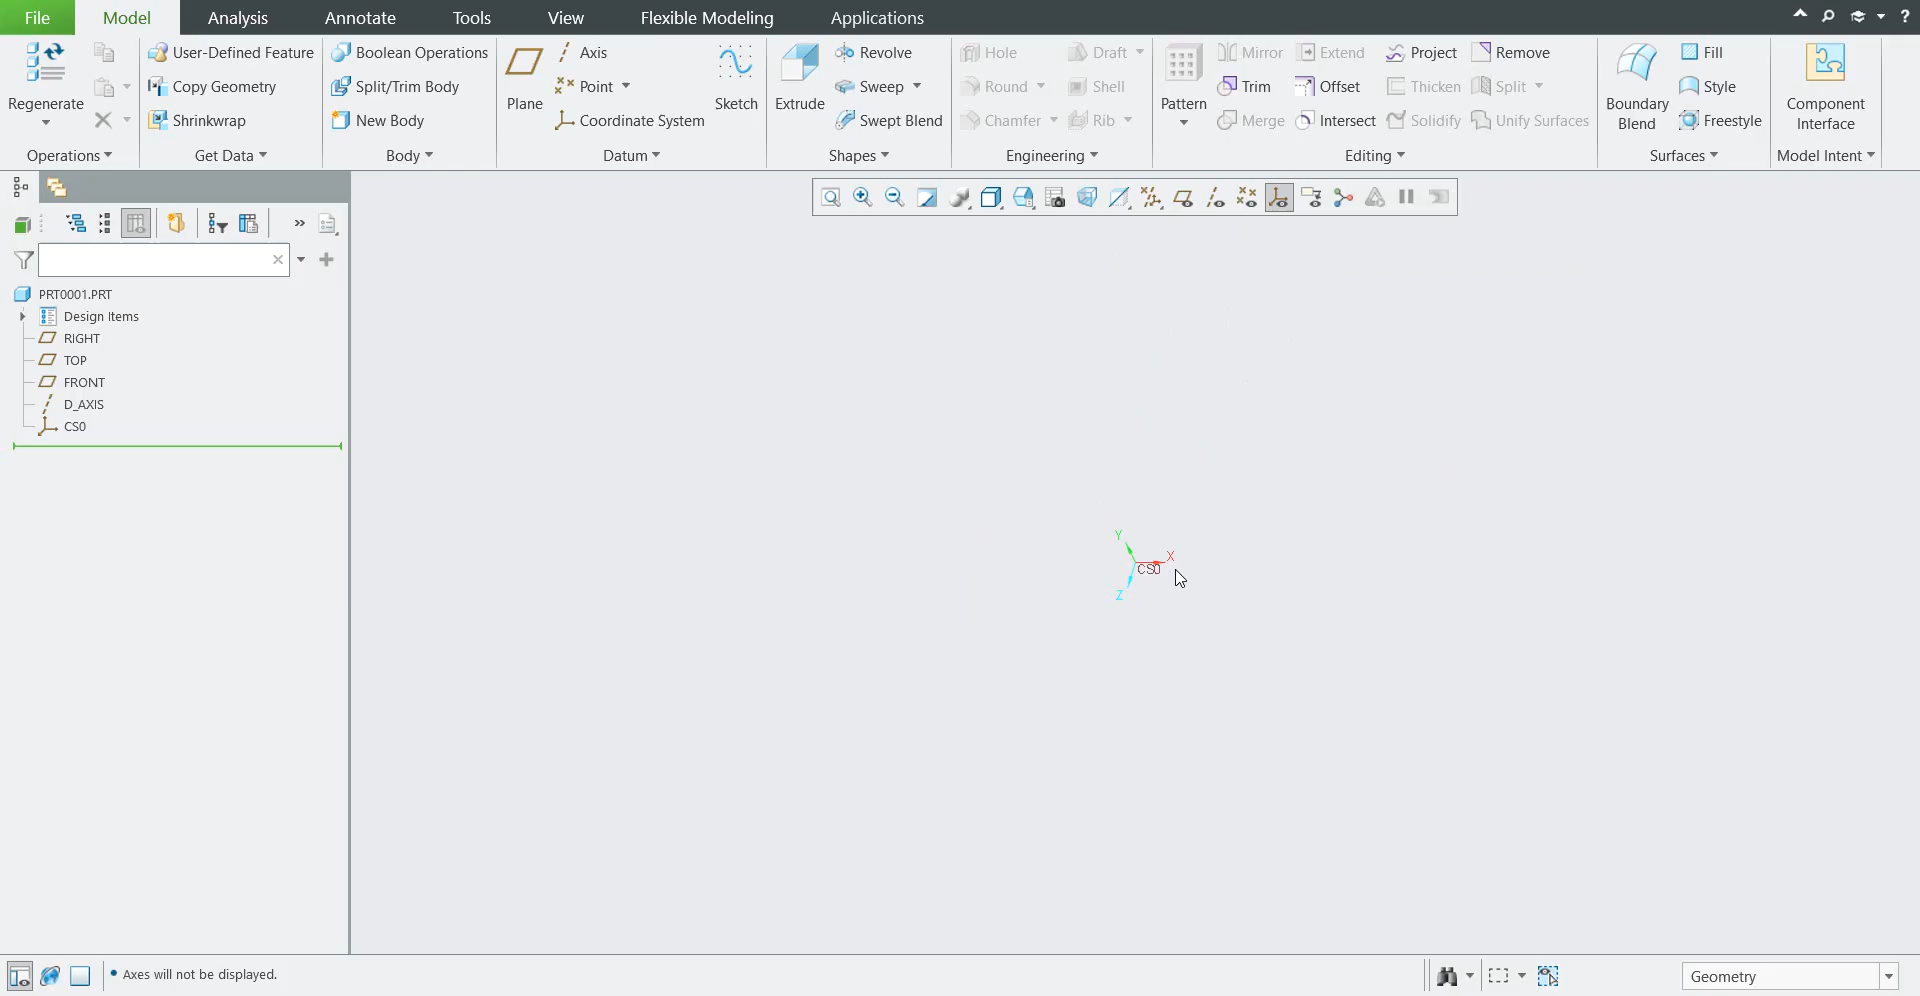 File Model Analysis Annotate Tools View Flexible Modeling Applications
Regenerate
User-Defined Feature
Copy Geometry
Shrinkwrap
Boolean Operations
Split/Trim Body
New Body
Plane
Axis
Point
Coordinate System
Sketch
Extrude
Revolve
Sweep
Swept Blend
Hole
Round
Chamfer
Draft
Shell
Rib
Pattern
Mirror
Trim
Merge
Extend
Offset
Intersect
Project
Thicken
Solidify
Remove
Split
Unify Surfaces
Boundary
Blend
Fill
Style
Freestyle
Component
Interface
Operations Get Data Body Datum Shapes Engineering Editing Surfaces Model Intent
PRT0001.PRT
Design Items
RIGHT
TOP
FRONT
D_AXIS
CS0
Y
X
CS0
Z
Axes will not be displayed.
Geometry